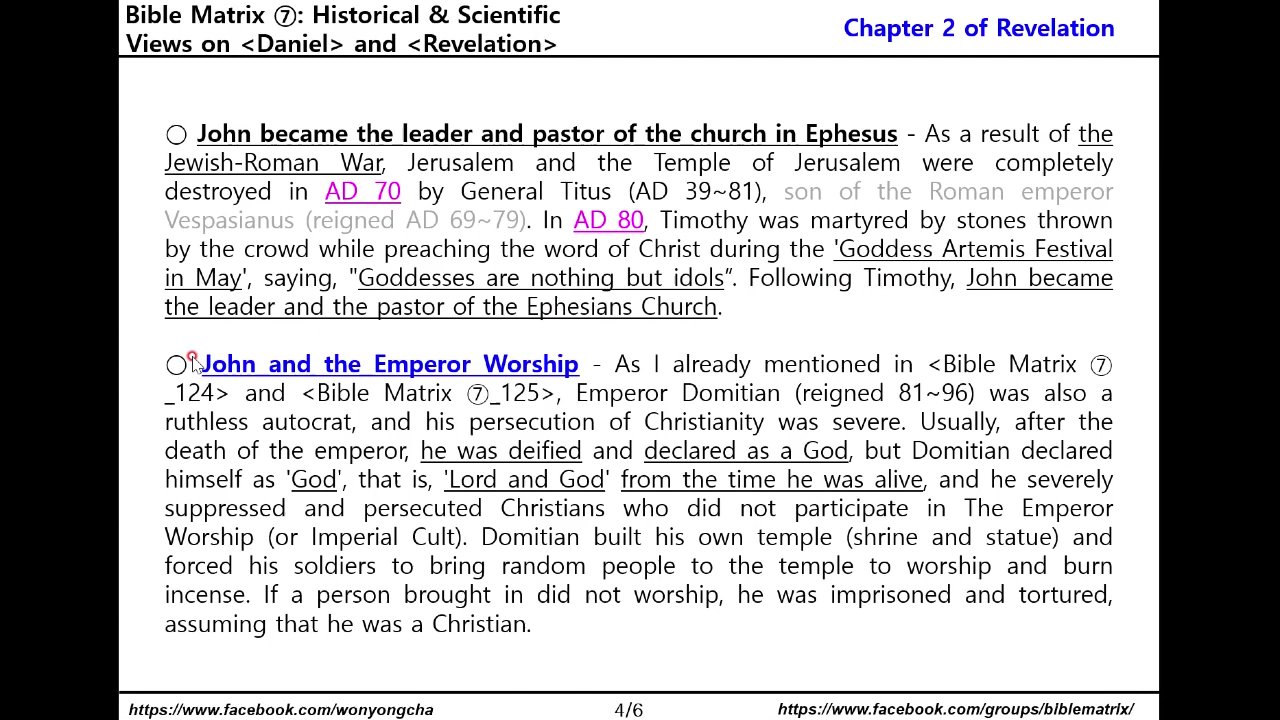 Bible Matrix ⑦: Historical & Scientific
Views on <Daniel> and <Revelation>
Chapter 2 of Revelation
○ John became the leader and pastor of the church in Ephesus - As a result of the
Jewish-Roman War, Jerusalem and the Temple of Jerusalem were completely
destroyed in AD 70 by General Titus (AD 39~81), son of the Roman emperor
Vespasianus (reigned AD 69~79). In AD 80, Timothy was martyred by stones thrown
by the crowd while preaching the word of Christ during the 'Goddess Artemis Festival
in May', saying, "Goddesses are nothing but idols“. Following Timothy, John became
the leader and the pastor of the Ephesians Church.
○ John and the Emperor Worship - As I already mentioned in <Bible Matrix ⑦
_124> and <Bible Matrix ⑦_125>, Emperor Domitian (reigned 81~96) was also a
ruthless autocrat, and his persecution of Christianity was severe. Usually, after the
death of the emperor, he was deified and declared as a God, but Domitian declared
himself as 'God', that is, 'Lord and God' from the time he was alive, and he severely
suppressed and persecuted Christians who did not participate in The Emperor
Worship (or Imperial Cult). Domitian built his own temple (shrine and statue) and
forced his soldiers to bring random people to the temple to worship and burn
incense. If a person brought in did not worship, he was imprisoned and tortured,
assuming that he was a Christian.
https://www.facebook.com/wonyongcha
4/6
https://www.facebook.com/groups/biblematrix/